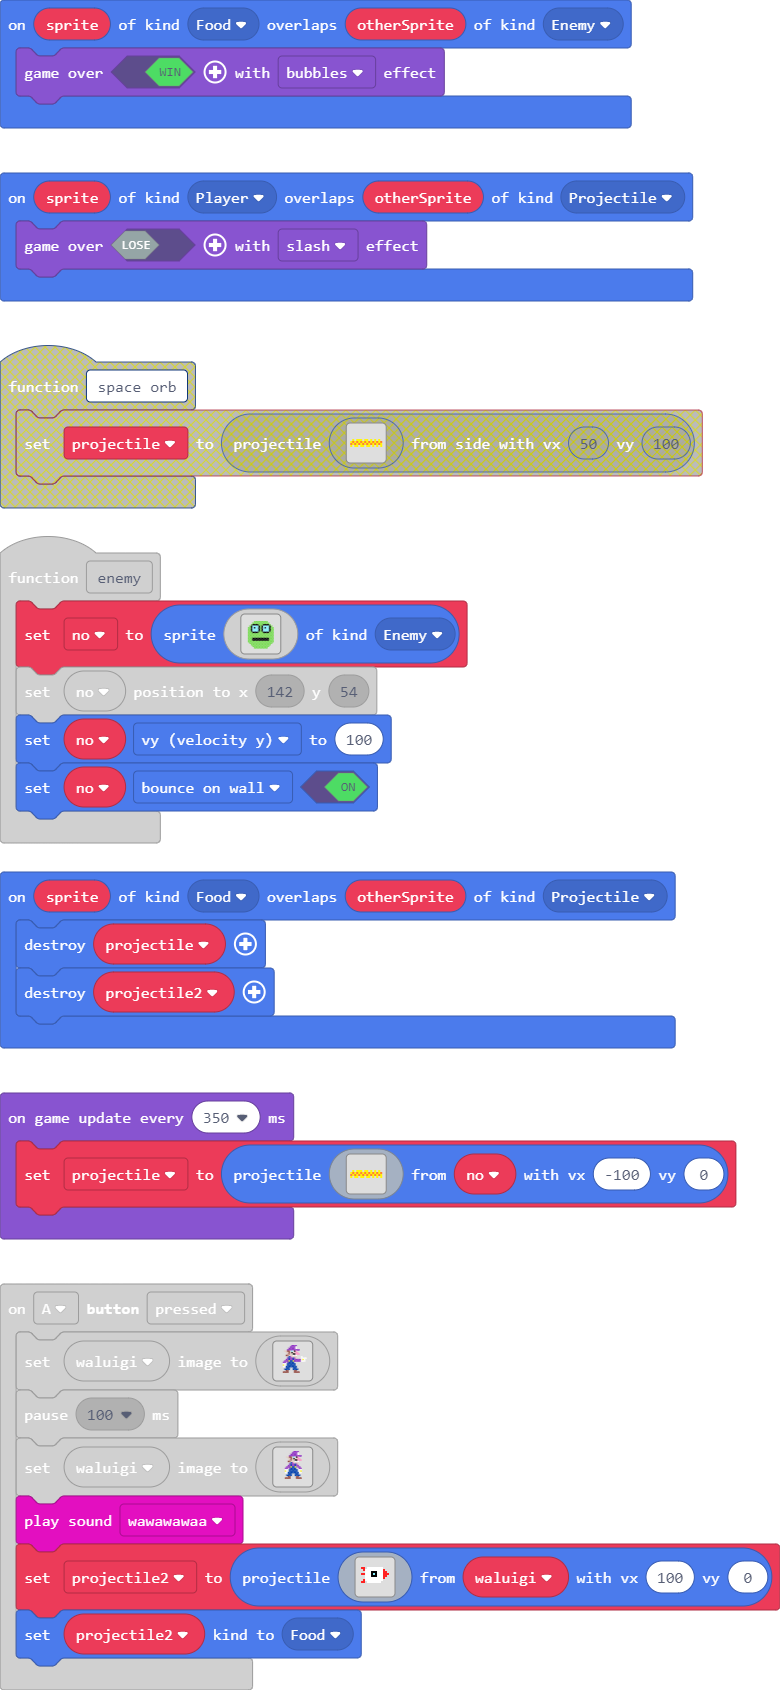 on sprite of kind Food overlaps otherSprite of kind Enemy
game over WIN with bubbles effect
on sprite of kind Player overlaps otherSprite of kind Projectile
game over LOSE with slash effect
function space orb
set projectile to projectile from side with vx 50 vy 100
function enemy
set no to sprite of kind Enemy
set no position to x 142 y 54
set no vy (velocity y) to 100
set no bounce on wall ON
on sprite of kind Food overlaps otherSprite of kind Projectile
destroy projectile
destroy projectile2
on game update every 350 ms
set projectile to projectile from no with vx -100 vy 0
on A button pressed
set waluigi image to
pause 100 ms
set waluigi image to
play sound wawawawaa
set projectile2 to projectile from waluigi with vx 100 vy 0
set projectile2 kind to Food